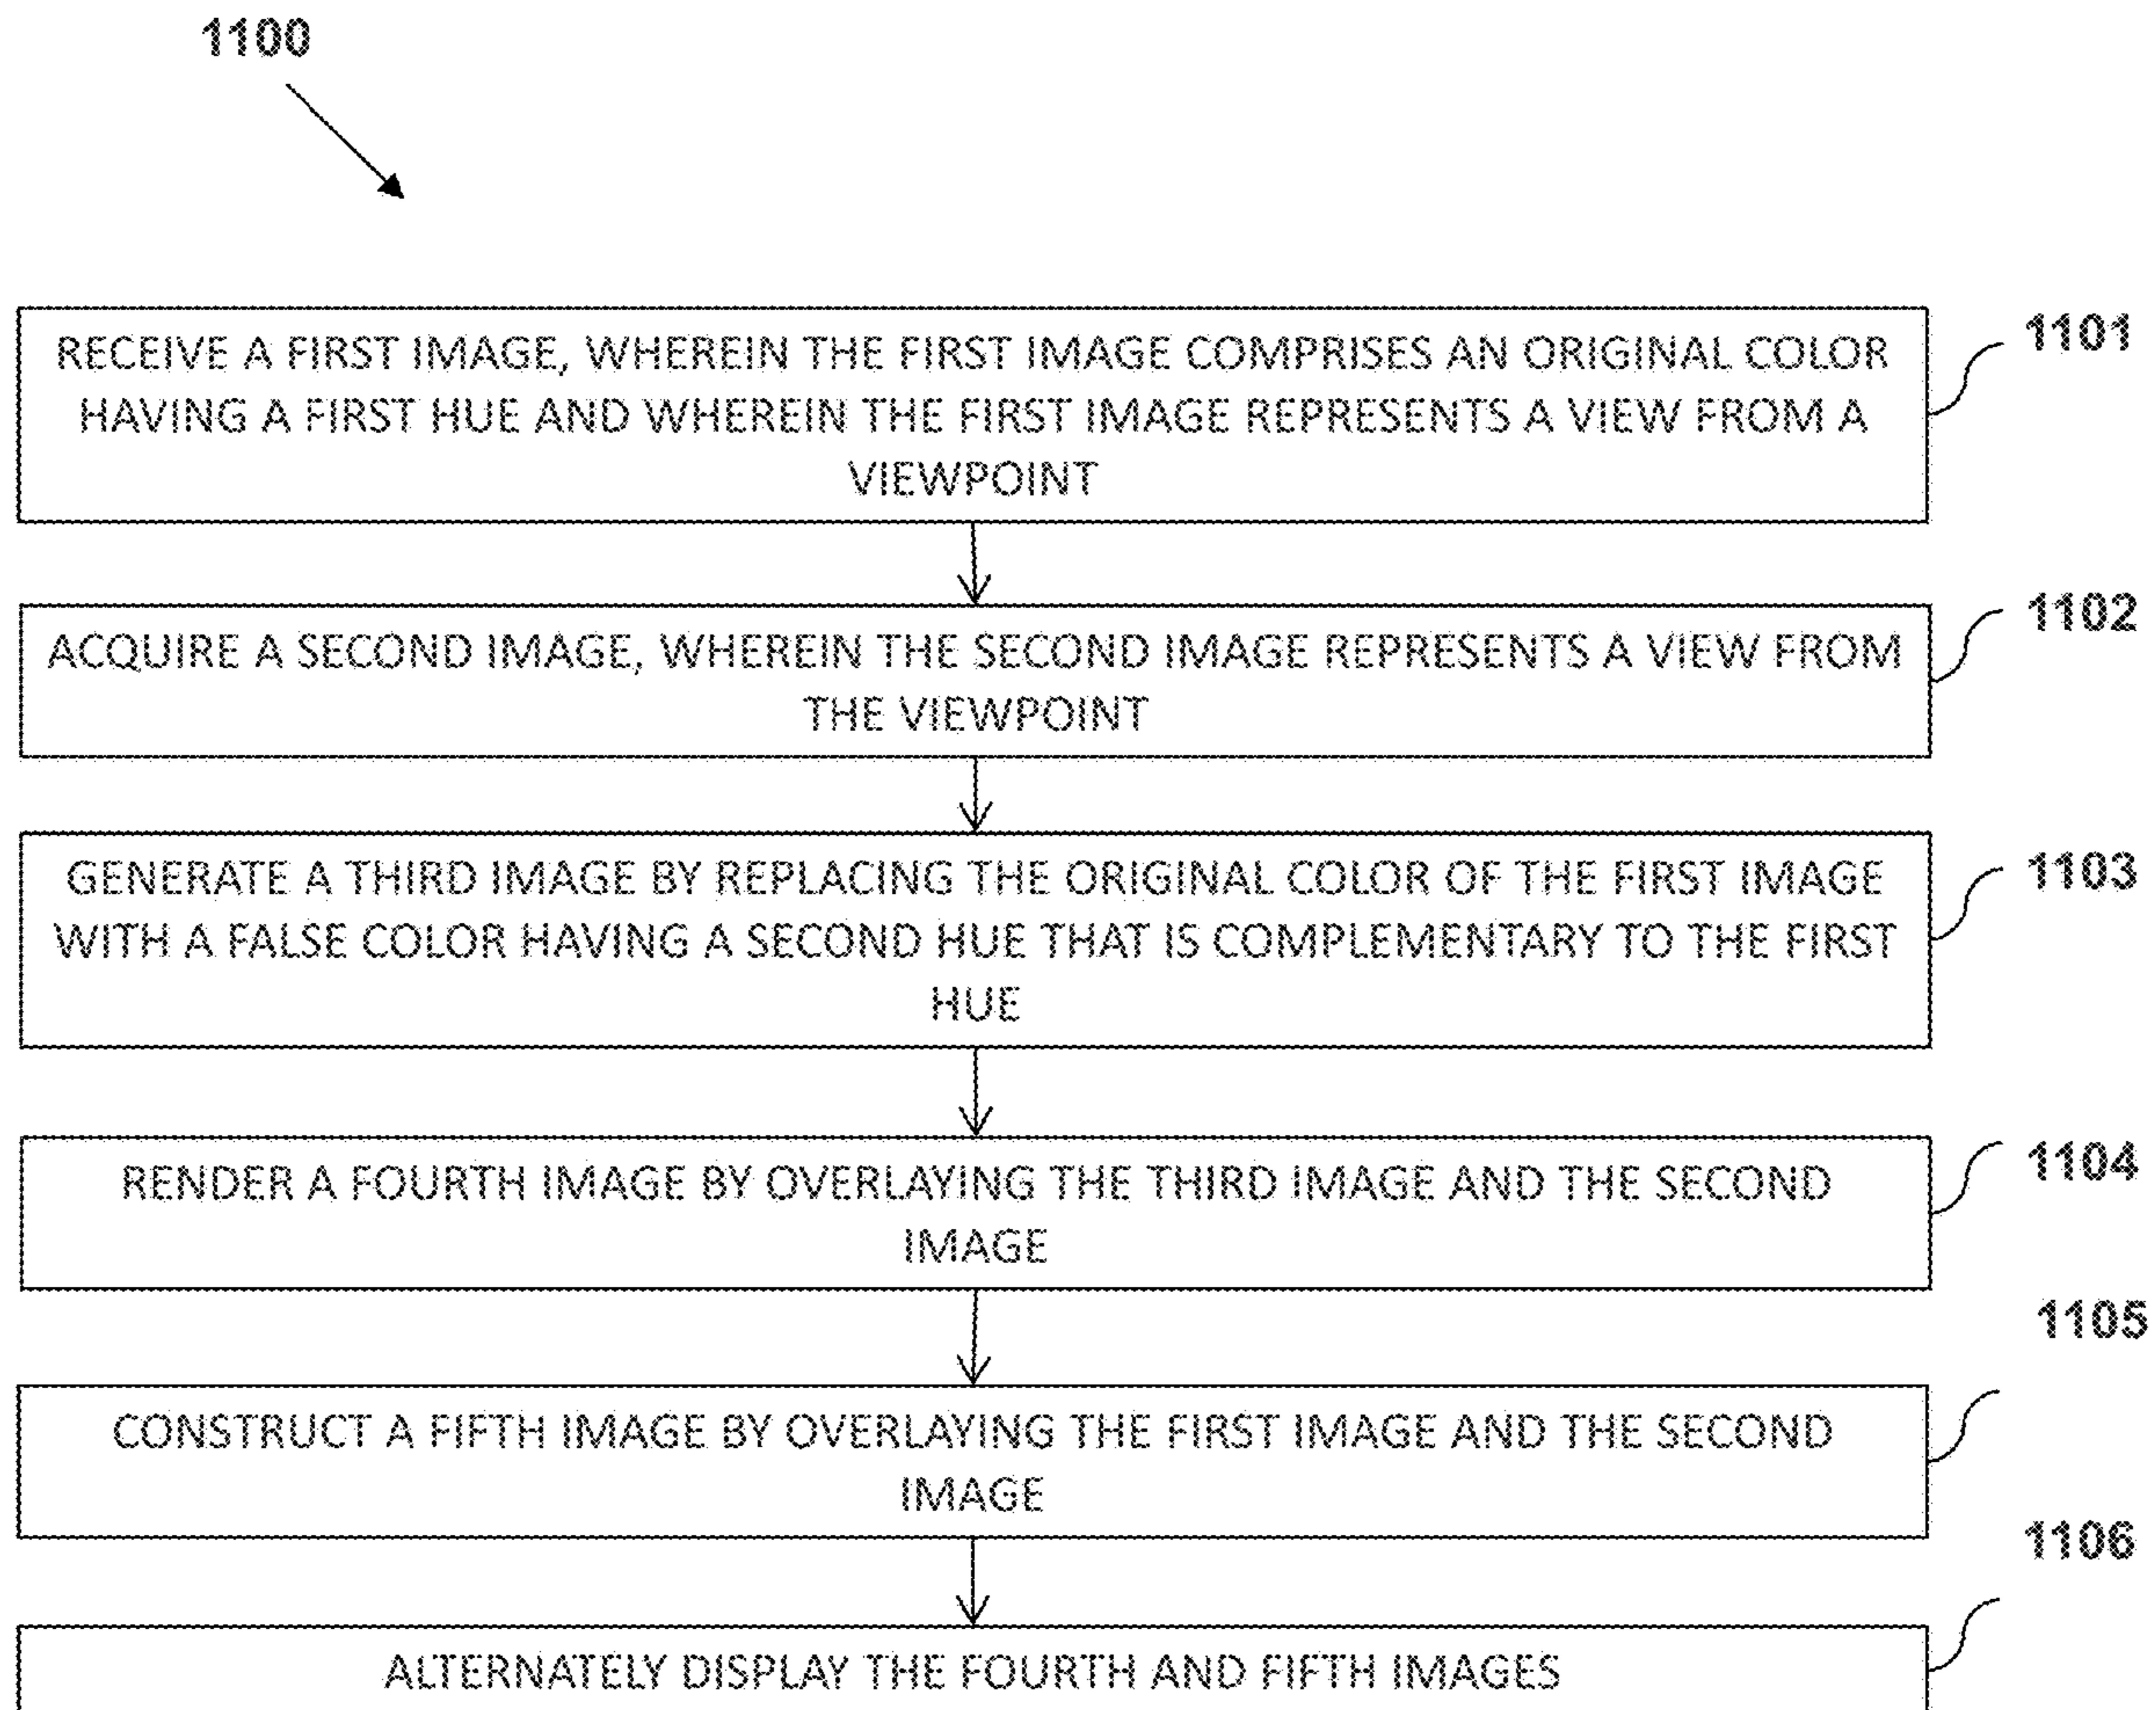 1100
RECEIVE A FIRST IMAGE, WHEREIN THE FIRST IMAGE COMPRISES AN ORIGINAL COLOR
HAVING A FIRST HUE AND WHEREIN THE FIRST IMAGE REPRESENTS A VIEW FROM A
VIEWPOINT
1101
ACQUIRE A SECOND IMAGE, WHEREIN THE SECOND IMAGE REPRESENTS A VIEW FROM
THE VIEWPOINT
1102
GENERATE A THIRD IMAGE BY REPLACING THE ORIGINAL COLOR OF THE FIRST IMAGE
WITH A FALSE COLOR HAVING A SECOND HUE THAT IS COMPLEMENTARY TO THE FIRST
HUE
1103
RENDER A FOURTH IMAGE BY OVERLAYING THE THIRD IMAGE AND THE SECOND
IMAGE
1104
CONSTRUCT A FIFTH IMAGE BY OVERLAYING THE FIRST IMAGE AND THE SECOND
IMAGE
1105
ALTERNATELY DISPLAY THE FOURTH AND FIFTH IMAGES
1106